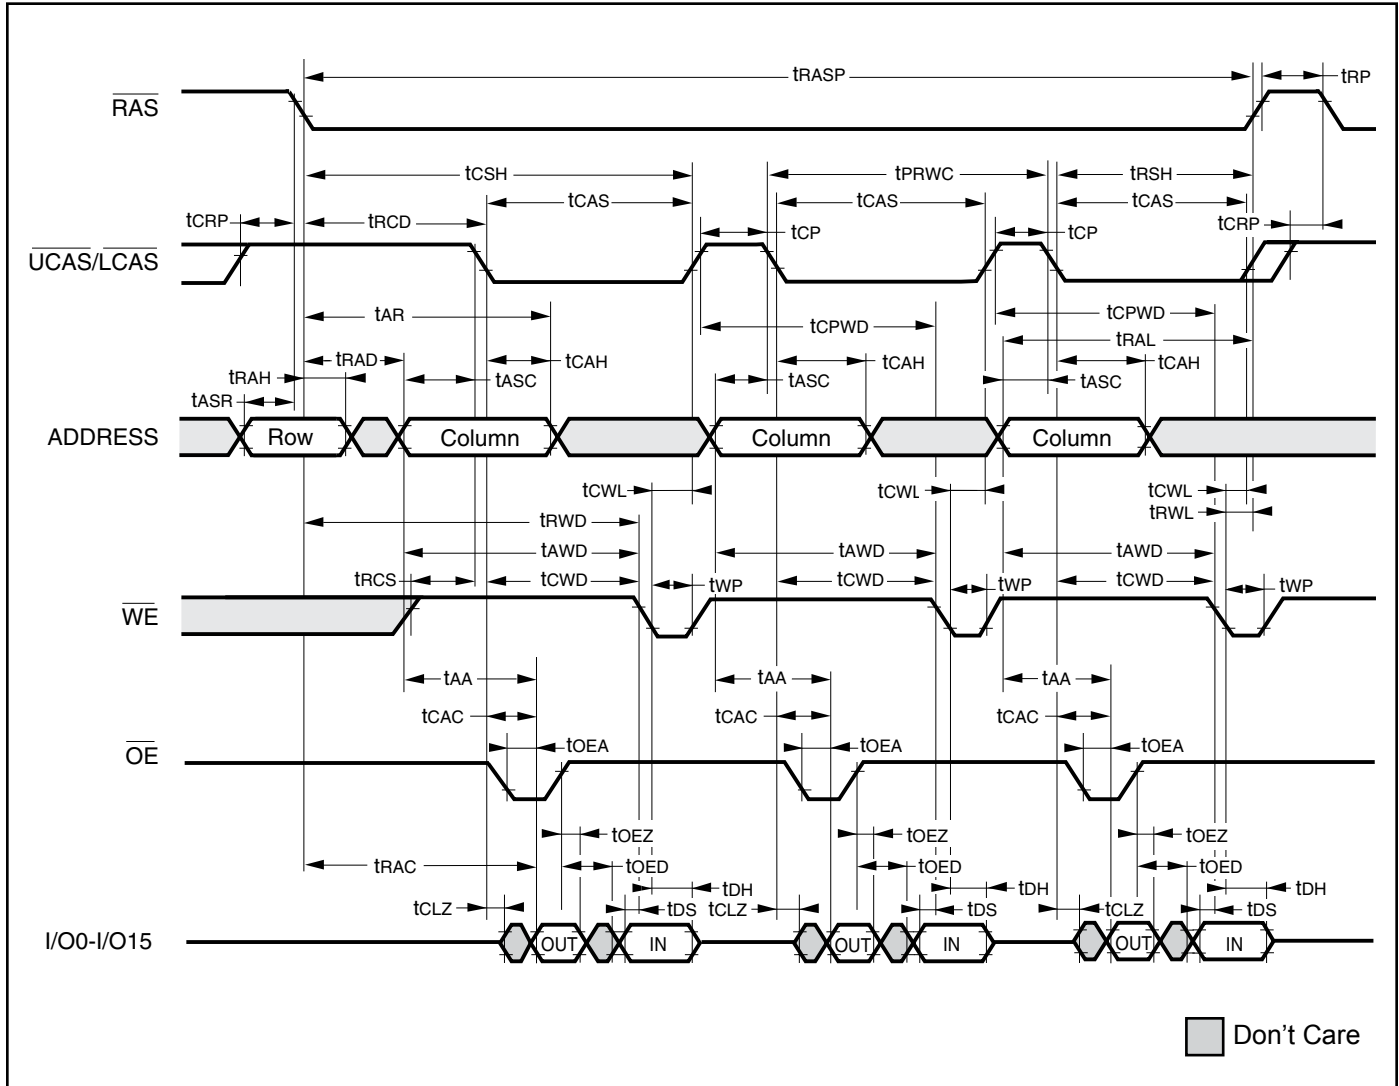 tRASP
tRP
RAS
tCSH
tPRWC
tRSH
tCAS
tCAS
tCAS
tCRP
tRCD
tCRP
tCP
tCP
UCAS/LCAS
tAR
tCPWD
tCPWD
tRAL
tRAD
tCAH
tCAH
tCAH
tRAH
tASC
tASC
tASC
tASR
ADDRESS
Row
Column
Column
Column
tCWL
tCWL
tCWL
tRWD
tRWL
tAWD
tAWD
tAWD
tRCS
tCWD
tWP
tCWD
tWP
tCWD
tWP
WE
tAA
tAA
tAA
tCAC
tCAC
tCAC
OE
tOEA
tOEA
tOEA
tOEZ
tOEZ
tOEZ
tRAC
tOED
tOED
tOED
tDH
tDH
tDH
tCLZ
tDS
tCLZ
tDS
tCLZ
tDS
I/O0-I/O15
OUT
IN
OUT
IN
OUT
IN
Don't Care